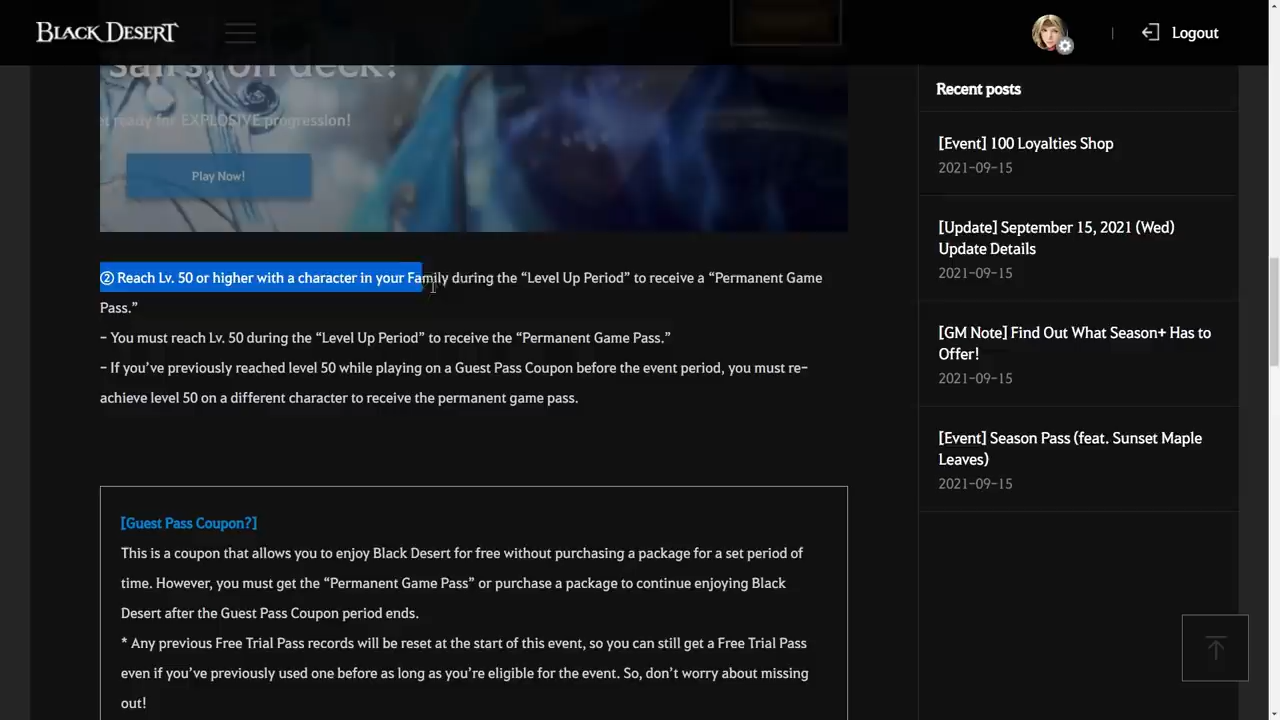 BLACK DESERT
Logout
sails, on deck?
et ready for EXPLOSIVE progression!
Play Now!
② Reach Lv. 50 or higher with a character in your Family during the “Level Up Period” to receive a “Permanent Game
Pass.”
– You must reach Lv. 50 during the “Level Up Period” to receive the “Permanent Game Pass.”
– If you’ve previously reached level 50 while playing on a Guest Pass Coupon before the event period, you must re-
achieve level 50 on a different character to receive the permanent game pass.
[Guest Pass Coupon?]
This is a coupon that allows you to enjoy Black Desert for free without purchasing a package for a set period of
time. However, you must get the “Permanent Game Pass” or purchase a package to continue enjoying Black
Desert after the Guest Pass Coupon period ends.
* Any previous Free Trial Pass records will be reset at the start of this event, so you can still get a Free Trial Pass
even if you’ve previously used one before as long as you’re eligible for the event. So, don’t worry about missing
out!
Recent posts
[Event] 100 Loyalties Shop
2021-09-15
[Update] September 15, 2021 (Wed)
Update Details
2021-09-15
[GM Note] Find Out What Season+ Has to
Offer!
2021-09-15
[Event] Season Pass (feat. Sunset Maple
Leaves)
2021-09-15